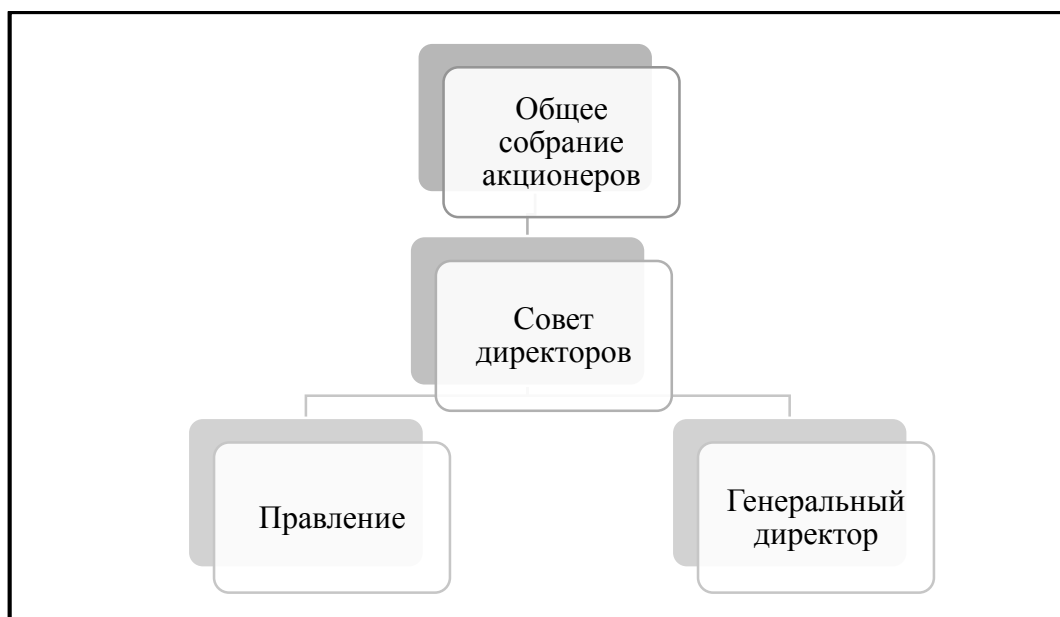 Общее
собрание
акционеров
Совет
директоров
Правление
Генеральный
директор